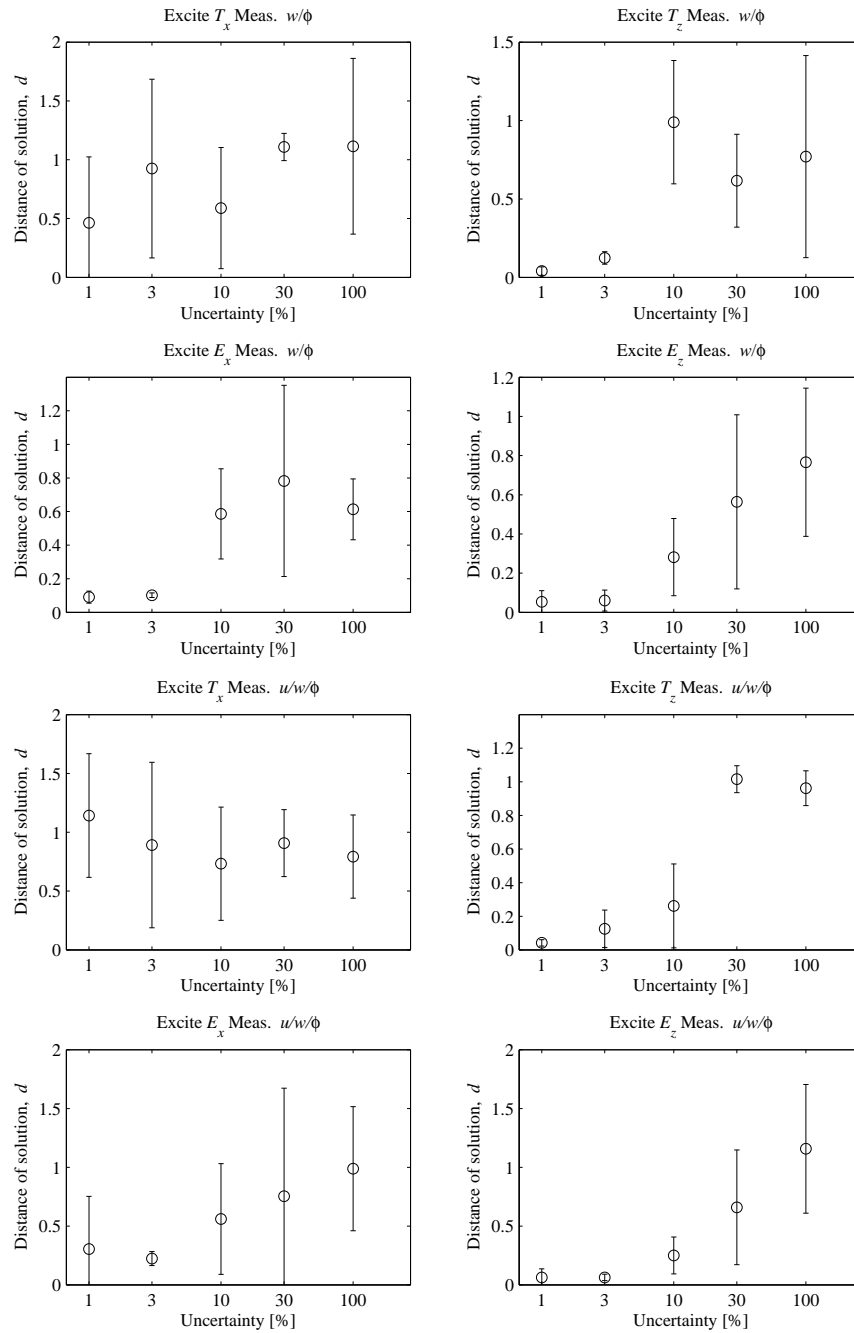 Excite T_x Meas. w/ϕ
Distance of solution, d
2
1.5
1
0.5
0
1 3 10 30 100
Uncertainty [%]
Excite T_z Meas. w/ϕ
Distance of solution, d
1.5
1
0.5
0
1 3 10 30 100
Uncertainty [%]
Excite E_x Meas. w/ϕ
Distance of solution, d
1.2
1
0.8
0.6
0.4
0.2
0
1 3 10 30 100
Uncertainty [%]
Excite E_z Meas. w/ϕ
Distance of solution, d
1.2
1
0.8
0.6
0.4
0.2
0
1 3 10 30 100
Uncertainty [%]
Excite T_x Meas. u/w/ϕ
Distance of solution, d
2
1.5
1
0.5
0
1 3 10 30 100
Uncertainty [%]
Excite T_z Meas. u/w/ϕ
Distance of solution, d
1.2
1
0.8
0.6
0.4
0.2
0
1 3 10 30 100
Uncertainty [%]
Excite E_x Meas. u/w/ϕ
Distance of solution, d
2
1.5
1
0.5
0
1 3 10 30 100
Uncertainty [%]
Excite E_z Meas. u/w/ϕ
Distance of solution, d
2
1.5
1
0.5
0
1 3 10 30 100
Uncertainty [%]